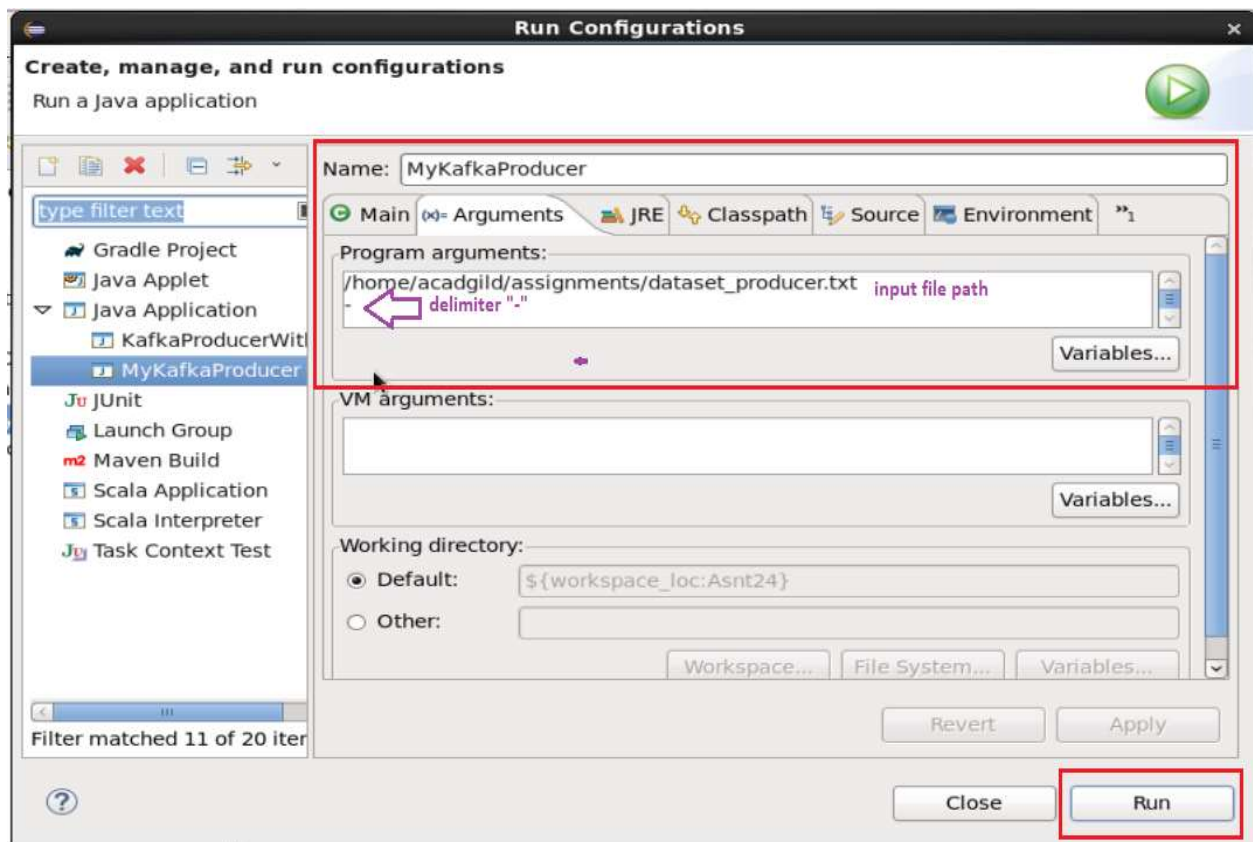 Run Configurations
Create, manage, and run configurations
Run a Java application
type filter text
Gradle Project
Java Applet
Java Application
KafkaProducerWitl
MyKafkaProducer
Ju JUnit
Launch Group
m2 Maven Build
Scala Application
Scala Interpreter
Task Context Test
Filter matched 11 of 20 iter
Name: MyKafkaProducer
Main (x)= Arguments JRE Classpath Source Environment "1
Program arguments:
/home/acadgild/assignments/dataset_producer.txt input file path
- delimiter "-"
Variables...
VM arguments:
Variables...
Working directory:
Default: ${workspace_loc:Asnt24}
Other:
Workspace... File System... Variables...
Revert Apply
? Close Run